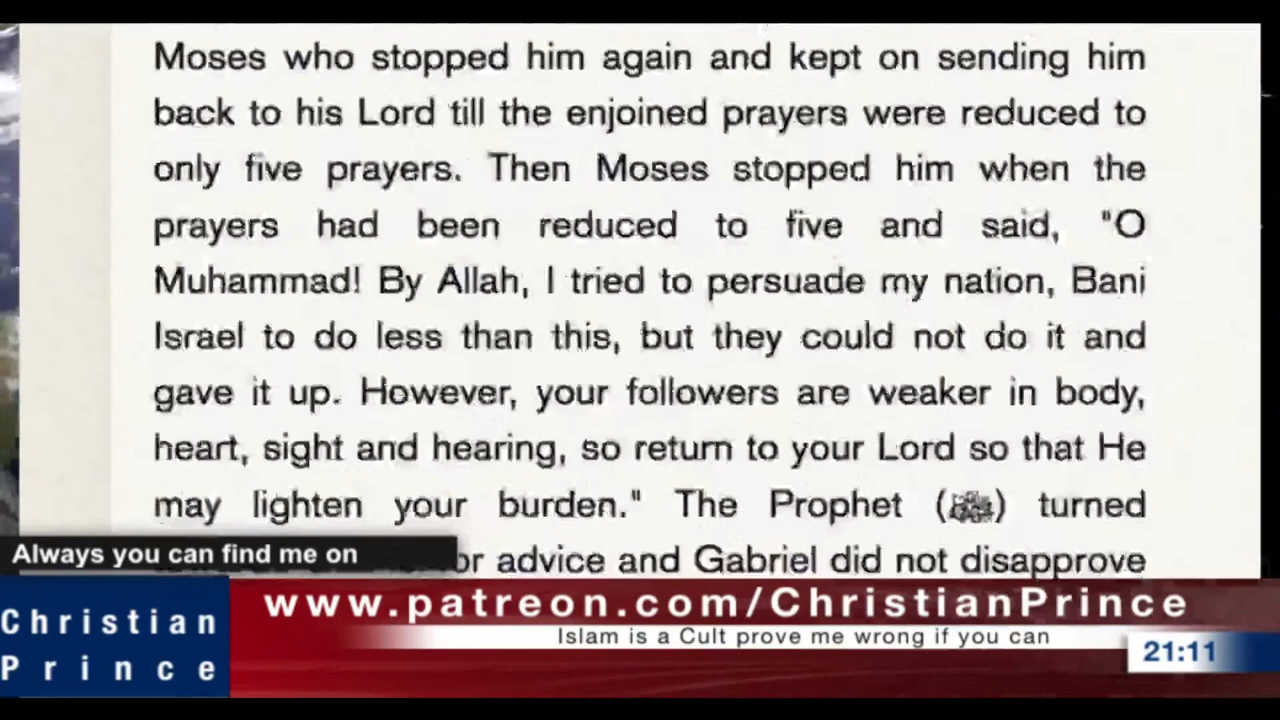 Moses who stopped him again and kept on sending him
back to his Lord till the enjoined prayers were reduced to
only five prayers. Then Moses stopped him when the
prayers had been reduced to five and said, "O
Muhammad! By Allah, I tried to persuade my nation, Bani
Israel to do less than this, but they could not do it and
gave it up. However, your followers are weaker in body,
heart, sight and hearing, so return to your Lord so that He
may lighten your burden." The Prophet (ﷺ) turned
advice and Gabriel did not disapprove
Always you can find me on
www.patreon.com/ChristianPrince
Islam is a Cult prove me wrong if you can
Christian
Prince
21:11